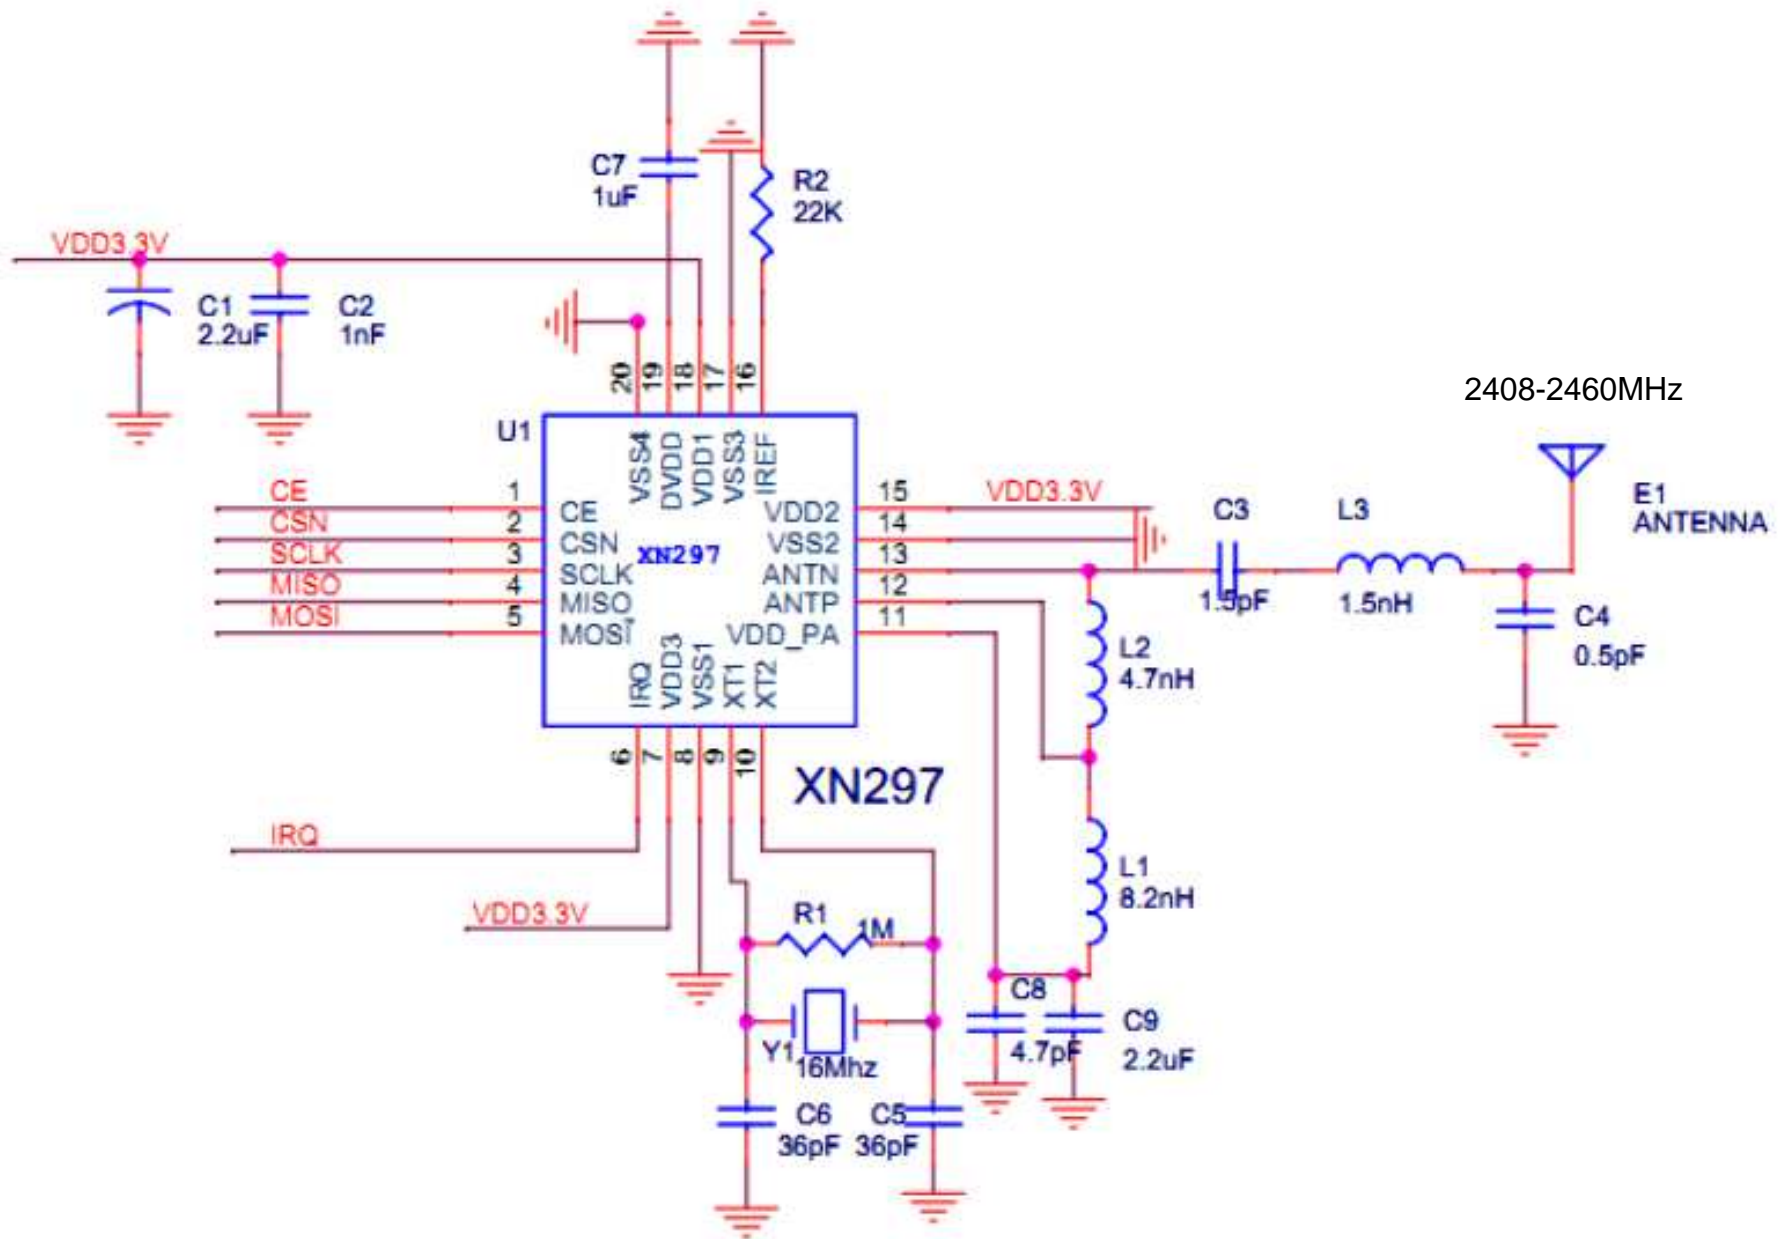 C7
1uF
R2
22K
VDD3.3V
C1
2.2uF
C2
1nF
20
19
18
17
16
2408-2460MHz
U1
VSS4
DVDD
VDD1
VSS3
IREF
CE
1
CE
CSN
2
CSN
SCLK
3
SCLK
MISO
4
MISO
MOSI
5
MOSI
XN297
15
VDD2
VDD3.3V
14
VSS2
13
ANTN
12
ANTP
11
VDD_PA
C3
1.5pF
L3
1.5nH
E1
ANTENNA
C4
0.5pF
L2
4.7nH
IRQ
VDD3
VSS1
XT1
XT2
6
7
8
9
10
XN297
IRQ
L1
8.2nH
VDD3.3V
R1
1M
C8
4.7pF
C9
2.2uF
Y1
16Mhz
C6
36pF
C5
36pF